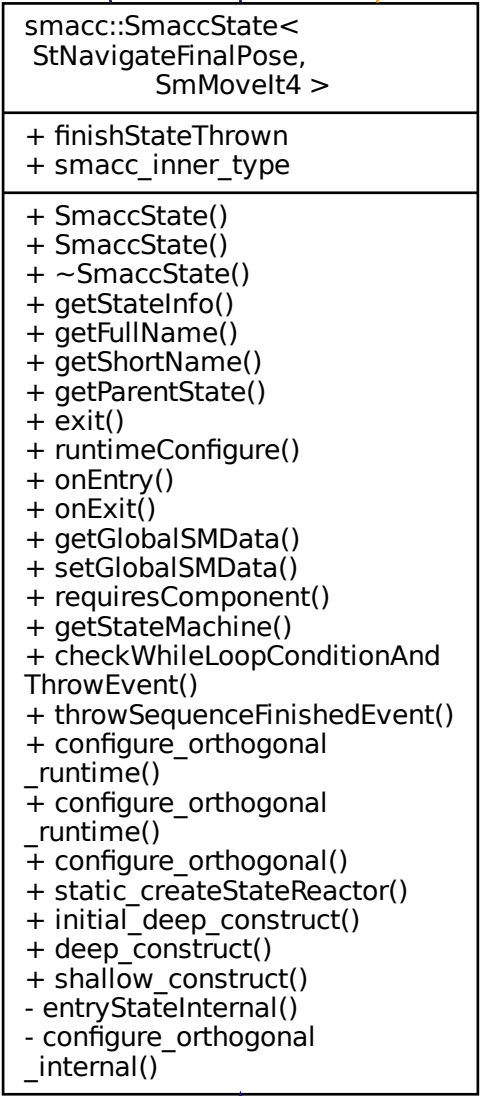 smacc::SmaccState<
StNavigateFinalPose,
SmMoveIt4 >
+ finishStateThrown
+ smacc_inner_type
+ SmaccState()
+ SmaccState()
+ ~SmaccState()
+ getStateInfo()
+ getFullName()
+ getShortName()
+ getParentState()
+ exit()
+ runtimeConfigure()
+ onEntry()
+ onExit()
+ getGlobalSMData()
+ setGlobalSMData()
+ requiresComponent()
+ getStateMachine()
+ checkWhileLoopConditionAnd
ThrowEvent()
+ throwSequenceFinishedEvent()
+ configure_orthogonal
_runtime()
+ configure_orthogonal
_runtime()
+ configure_orthogonal()
+ static_createStateReactor()
+ initial_deep_construct()
+ deep_construct()
+ shallow_construct()
- entryStateInternal()
- configure_orthogonal
_internal()